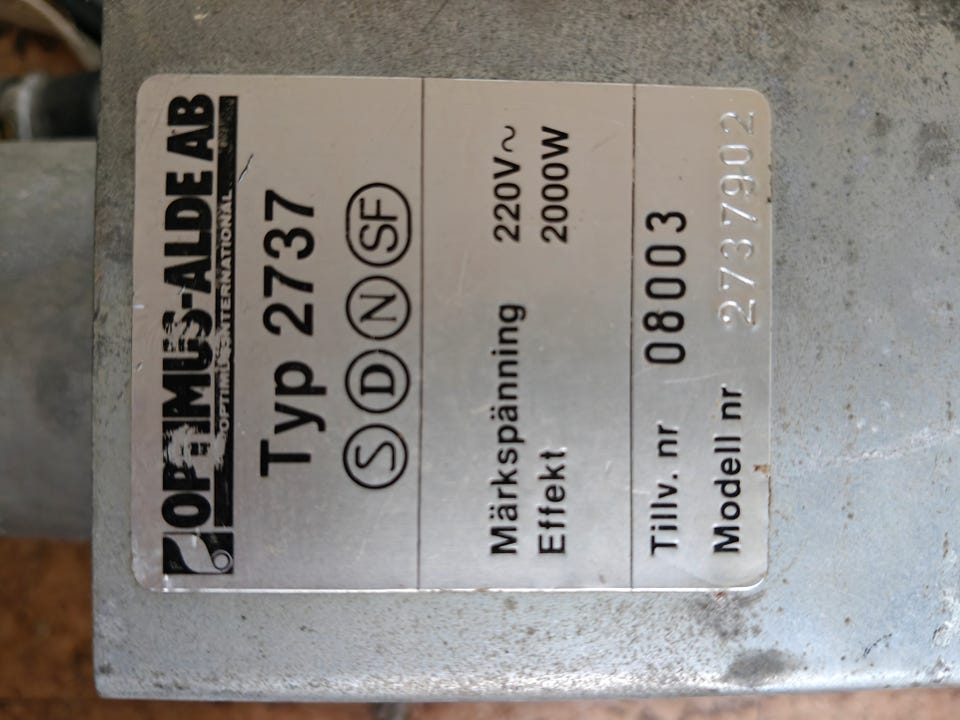 OPTIMUS-ALDE AB
OPTIMUS INTERNATIONAL
Typ 2737
S D N SF
Märkspänning 220V~
Effekt 2000W
Tillv. nr 08003
Modell nr 2737902